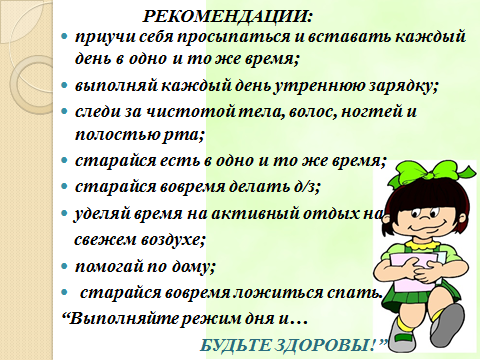 РЕКОМЕНДАЦИИ:
• приучи себя просыпаться и вставать каждый
день в одно и то же время;
• выполняй каждый день утреннюю зарядку;
• следи за чистотой тела, волос, ногтей и
полостью рта;
• старайся есть в одно и то же время;
• старайся вовремя делать д/з;
• уделяй время на активный отдых на
свежем воздухе;
• помогай по дому;
• старайся вовремя ложиться спать.
“Выполняйте режим дня и…
БУДЬТЕ ЗДОРОВЫ!”